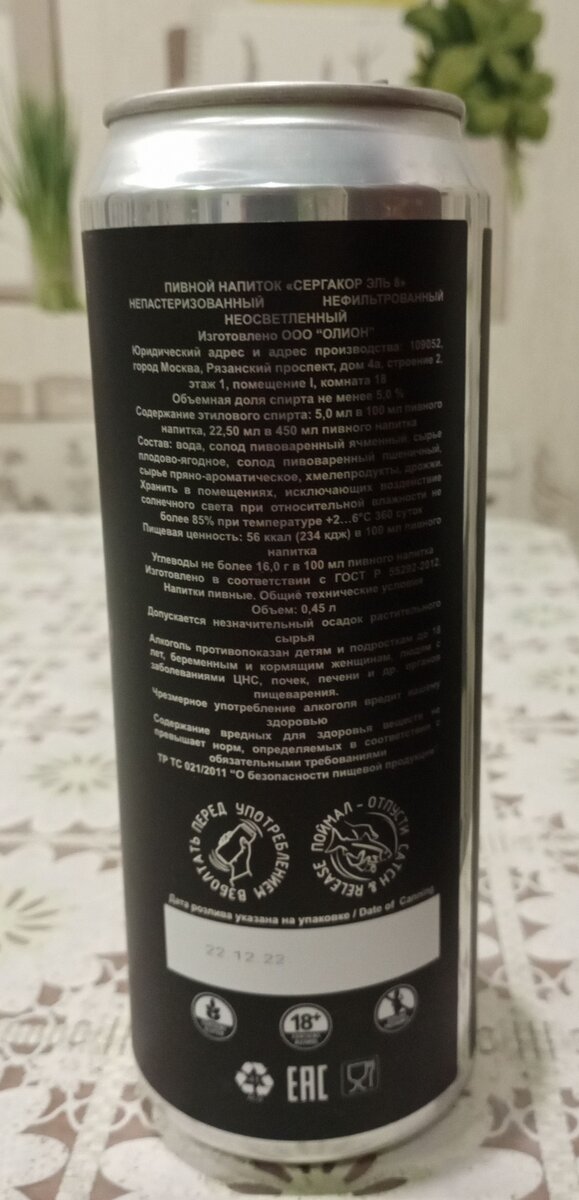 ПИВНОЙ НАПИТОК «СЕРГАКОР ЭЛЬ 8»
НЕПАСТЕРИЗОВАННЫЙ НЕФИЛЬТРОВАННЫЙ
НЕОСВЕТЛЕННЫЙ
Изготовлено ООО "ОЛИОН"
Юридический адрес и адрес производства: 109052,
город Москва, Рязанский проспект, дом 4а, строение 2,
этаж 1, помещение I, комната 18
Объемная доля спирта не менее 5,0 %
Содержание этилового спирта: 5,0 мл в 100 мл пивного
напитка, 22,50 мл в 450 мл пивного напитка
Состав: вода, солод пивоваренный ячменный, сырье
плодово-ягодное, солод пивоваренный пшеничный,
сырье пряно-ароматическое, хмелепродукты, дрожжи.
Хранить в помещениях, исключающих воздействие
солнечного света при относительной влажности не
более 85% при температуре +2...6°С 360 суток
Пищевая ценность: 56 ккал (234 кдж) в 100 мл пивного
напитка
Углеводы не более 16,0 г в 100 мл пивного напитка
Изготовлено в соответствии с ГОСТ Р 55292-2012.
Напитки пивные. Общие технические условия
Объем: 0,45 л
Допускается незначительный осадок растительного
сырья
Алкоголь противопоказан детям и подросткам до 18
лет, беременным и кормящим женщинам, людям с
заболеваниями ЦНС, почек, печени и др. органов
пищеварения.
Чрезмерное употребление алкоголя вредит вашему
здоровью
Содержание вредных для здоровья веществ не
превышает норм, определяемых в соответствии с
обязательными требованиями
ТР ТС 021/2011 "О безопасности пищевой продукции
ВЗБОЛТАТЬ ПЕРЕД УПОТРЕБЛЕНИЕМ
ПОЙМАЛ - ОТПУСТИ CATCH & RELEASE
Дата розлива указана на упаковке / Date of Canning
22 12 22
18+
EAC